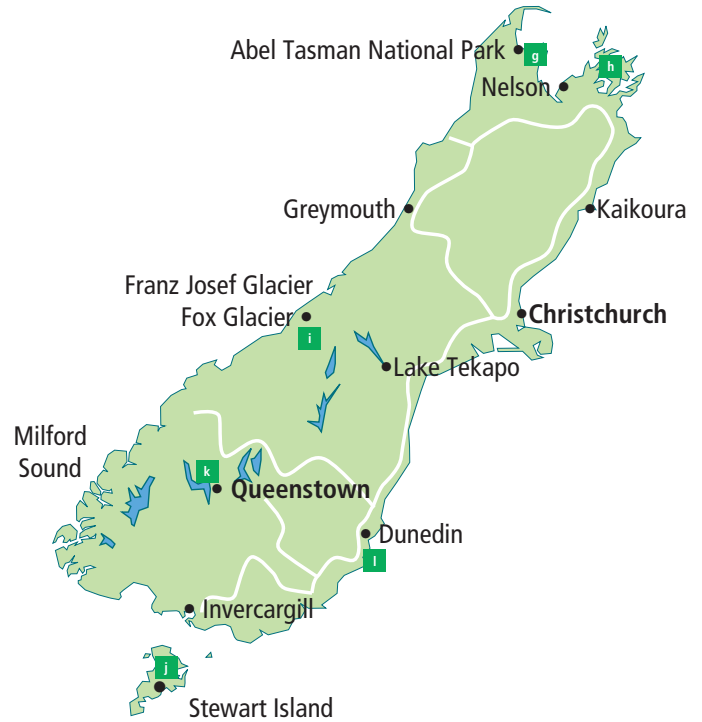 Abel Tasman National Park
g
h
Nelson
Greymouth
Kaikoura
Franz Josef Glacier
Fox Glacier
i
Christchurch
Lake Tekapo
Milford
Sound
k
Queenstown
Dunedin
l
Invercargill
j
Stewart Island